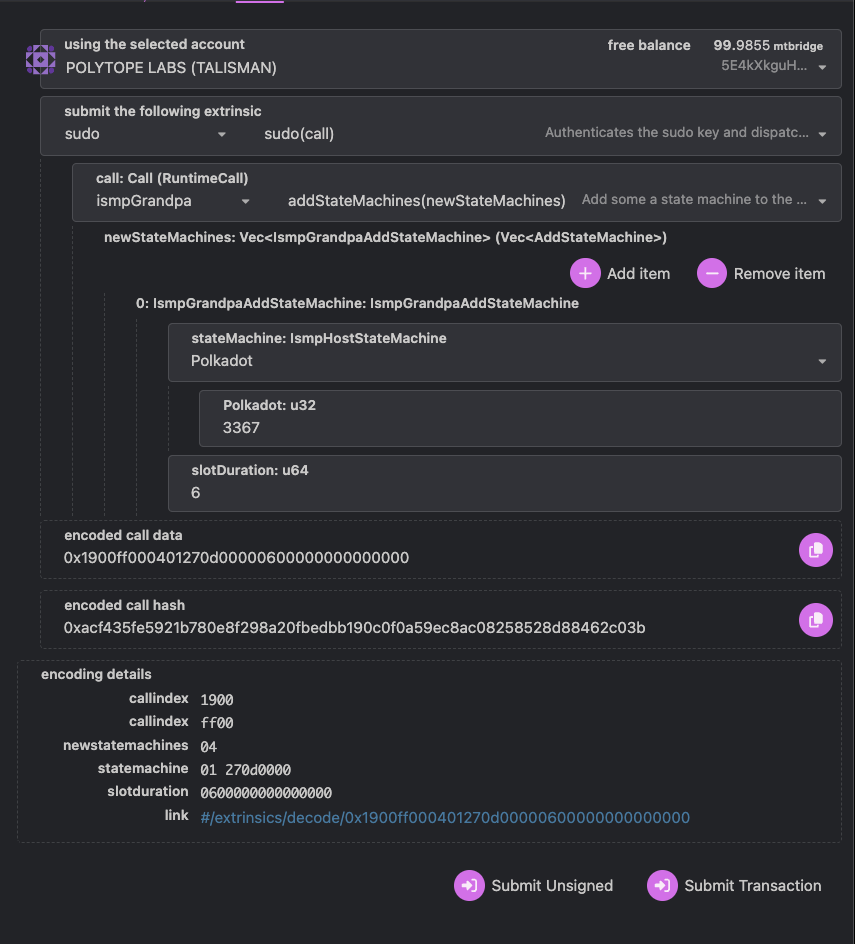 using the selected account
free balance 99.9855 mtbridge
POLYTOPE LABS (TALISMAN)
5E4kXkguH...
submit the following extrinsic
sudo
sudo(call)
Authenticates the sudo key and dispatc...
call: Call (RuntimeCall)
ismpGrandpa
addStateMachines(newStateMachines)
Add some a state machine to the ...
newStateMachines: Vec<IsmpGrandpaAddStateMachine> (Vec<AddStateMachine>)
Add item
Remove item
0: IsmpGrandpaAddStateMachine: IsmpGrandpaAddStateMachine
stateMachine: IsmpHostStateMachine
Polkadot
Polkadot: u32
3367
slotDuration: u64
6
encoded call data
0x1900ff000401270d00000600000000000000
encoded call hash
0xacf435fe5921b780e8f298a20fbedbb190c0f0a59ec8ac08258528d88462c03b
encoding details
callindex 1900
callindex ff00
newstatemachines 04
statemachine 01 270d0000
slotduration 0600000000000000
link #/extrinsics/decode/0x1900ff000401270d00000600000000000000
Submit Unsigned
Submit Transaction